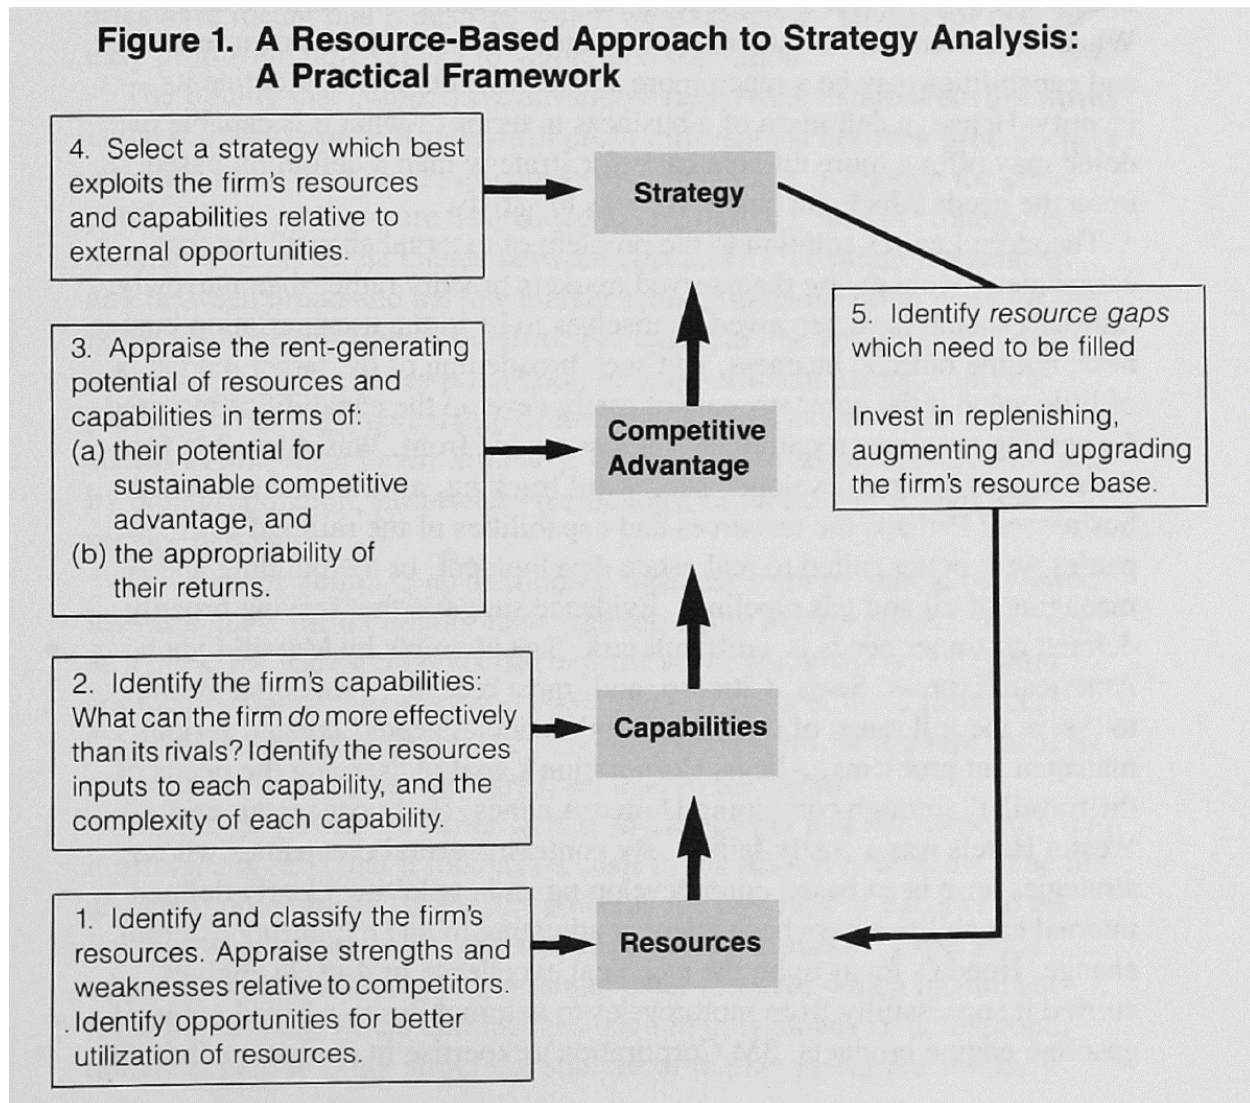 Figure 1. A Resource-Based Approach to Strategy Analysis:
A Practical Framework
4. Select a strategy which best
exploits the firm's resources
and capabilities relative to
external opportunities.
Strategy
5. Identify resource gaps
which need to be filled
Invest in replenishing,
augmenting and upgrading
the firm's resource base.
3. Appraise the rent-generating
potential of resources and
capabilities in terms of:
(a) their potential for
sustainable competitive
advantage, and
(b) the appropriability of
their returns.
Competitive
Advantage
2. Identify the firm's capabilities:
What can the firm do more effectively
than its rivals? Identify the resources
inputs to each capability, and the
complexity of each capability.
Capabilities
1. Identify and classify the firm's
resources. Appraise strengths and
weaknesses relative to competitors.
Identify opportunities for better
utilization of resources.
Resources